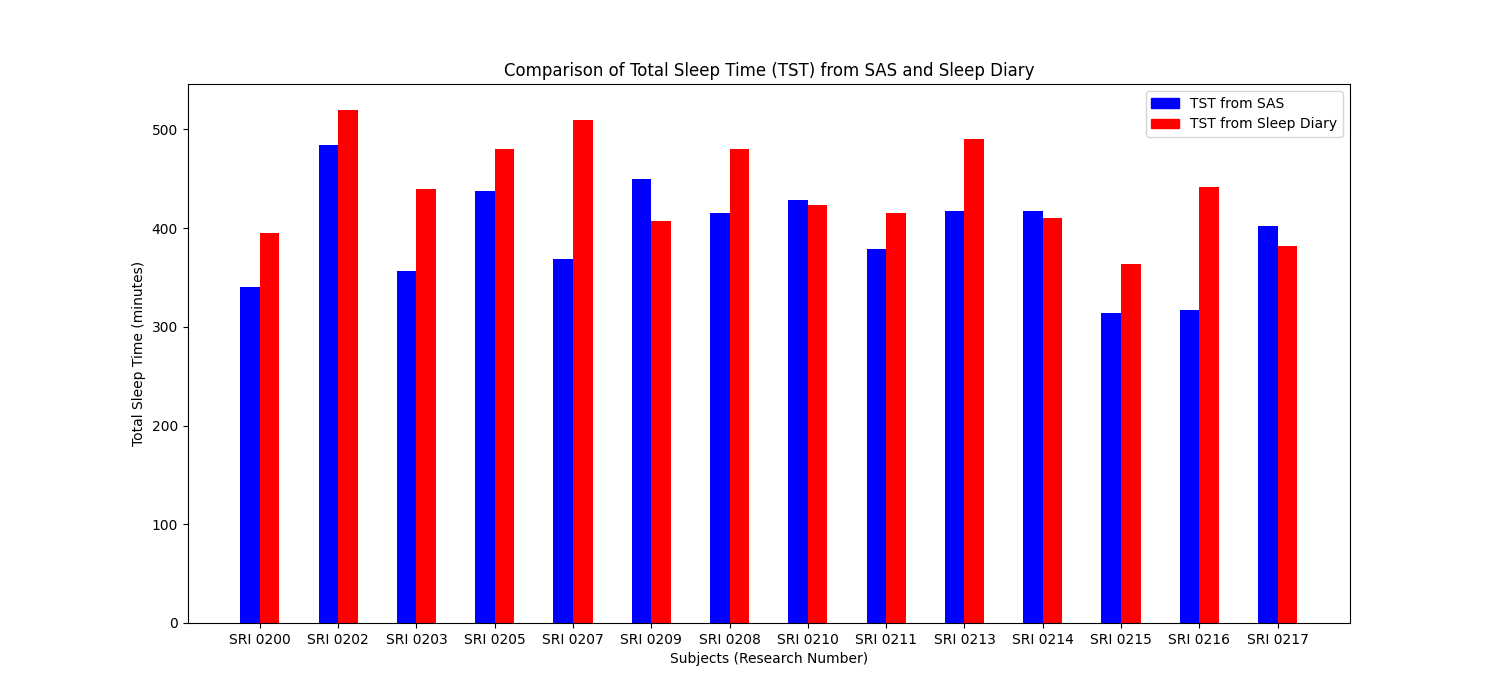 Comparison of Total Sleep Time (TST) from SAS and Sleep Diary
TST from SAS
TST from Sleep Diary
Total Sleep Time (minutes)
500
400
300
200
100
0
SRI 0200 SRI 0202 SRI 0203 SRI 0205 SRI 0207 SRI 0209 SRI 0208 SRI 0210 SRI 0211 SRI 0213 SRI 0214 SRI 0215 SRI 0216 SRI 0217
Subjects (Research Number)